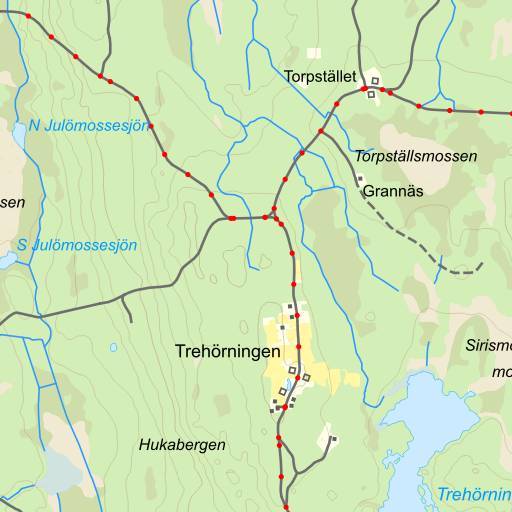 Torpstället
N Julömossesjön
Torpställsmossen
Grannäs
sen
S Julömossesjön
Sirismo
Trehörningen
mo
Hukabergen
Trehörnin